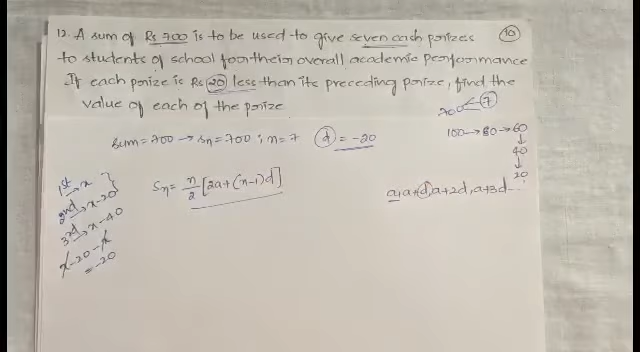 12. A sum of Rs 700 is to be used to give seven cash prizes
to students of school for their overall academic performance
If each prize is Rs 20 less than its preceding prize, find the
value of each of the prize
10
700 ← 7
sum = 700 → Sn = 700 ; n = 7 d = -20
100 → 80 → 60
↓
40
↓
20
1st → x
2nd → x-20
3rd → x-40
x-20-x
= -20
Sn = n/2 [2a+(n-1)d]
a, a+d, a+2d, a+3d...